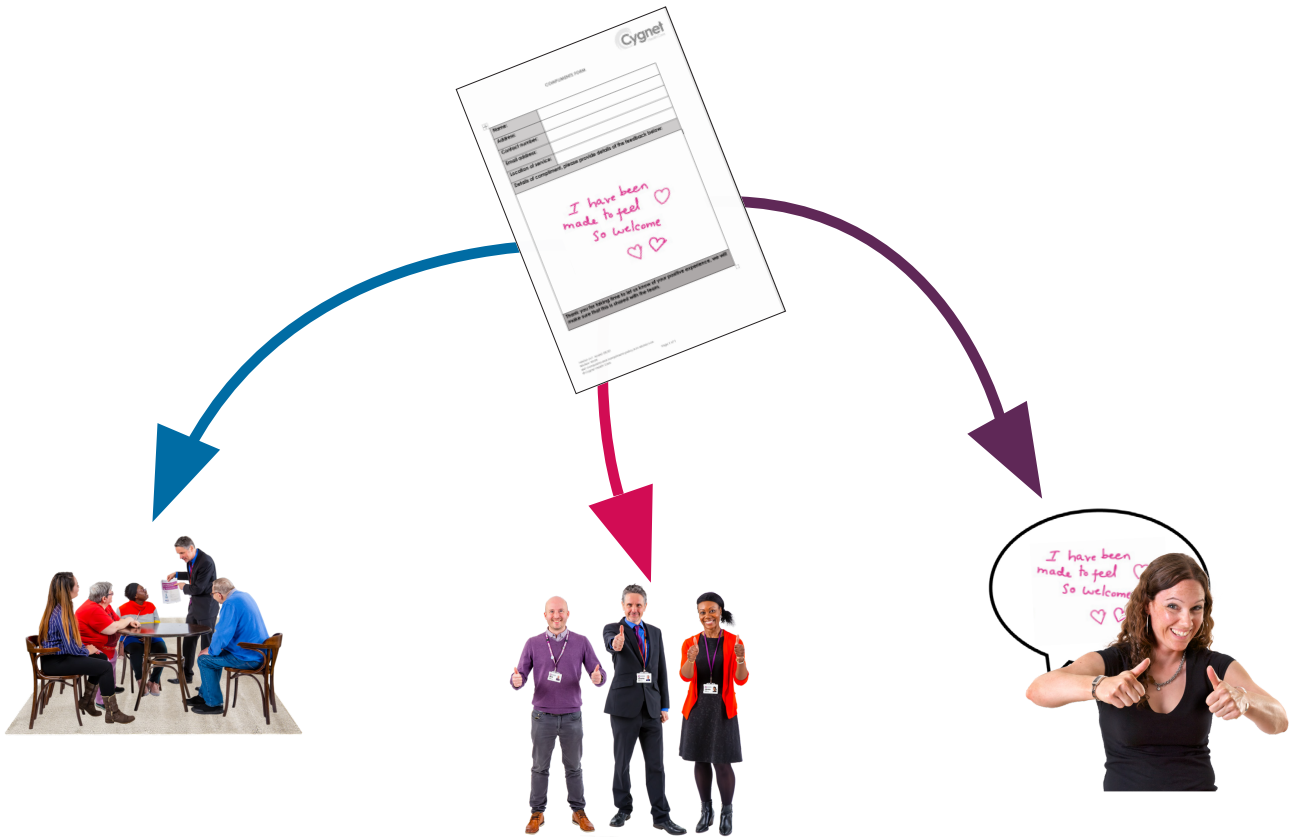 Cygnet
COMPLIMENTS FORM
Name:
Address:
Contact number:
Email address:
Location of service:
Details of compliment, please provide details of the feedback below:
I have been
made to feel
So welcome
Thank you for taking time to let us know of your positive experience, we will
make sure that this is shared with the team.
I have been
made to feel
So welcome